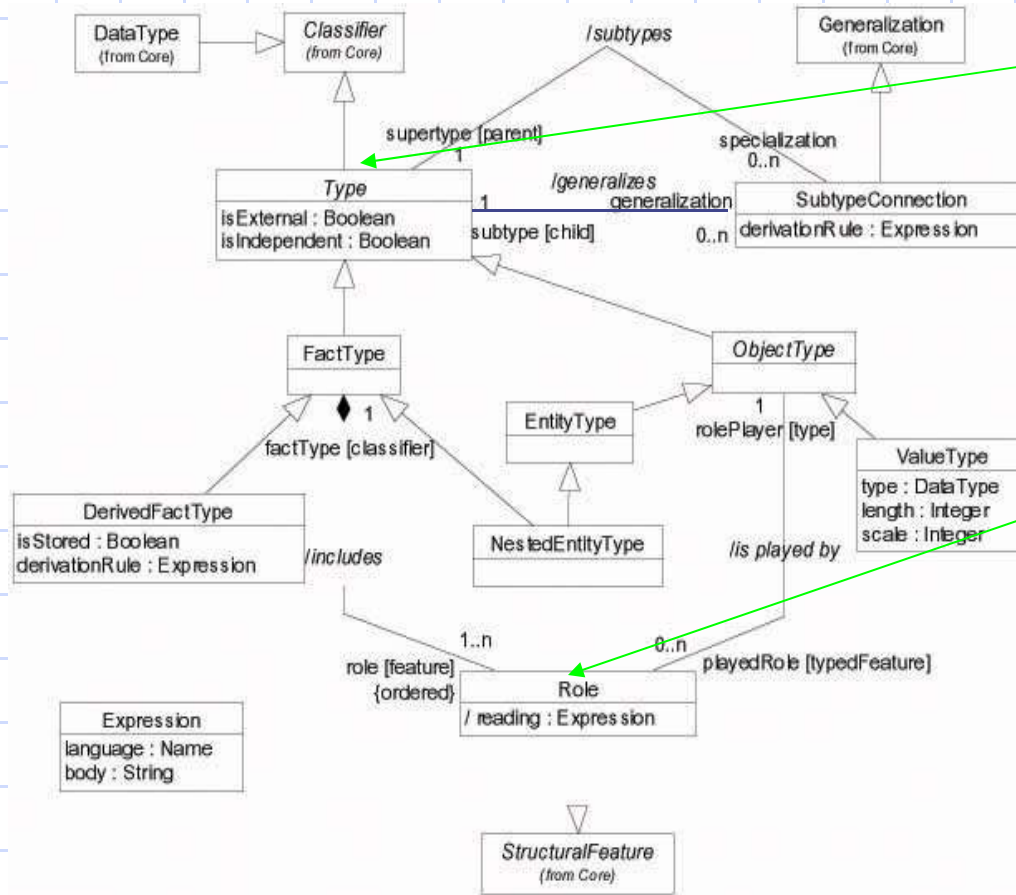 DataType
(from Core)
Classifier
(from Core)
/subtypes
Generalization
(from Core)
supertype [parent]
1
specialization
0..n
Type
isExternal : Boolean
isIndependent : Boolean
/generalizes
1
generalization
subtype [child]
0..n
SubtypeConnection
derivationRule : Expression
FactType
ObjectType
1
factType [classifier]
EntityType
1
rolePlayer [type]
ValueType
type : DataType
length : Integer
scale : Integer
DerivedFactType
isStored : Boolean
derivationRule : Expression
/includes
NestedEntityType
/is played by
1..n
role [feature]
{ordered}
0..n
playedRole [typedFeature]
Role
/ reading : Expression
Expression
language : Name
body : String
StructuralFeature
(from Core)